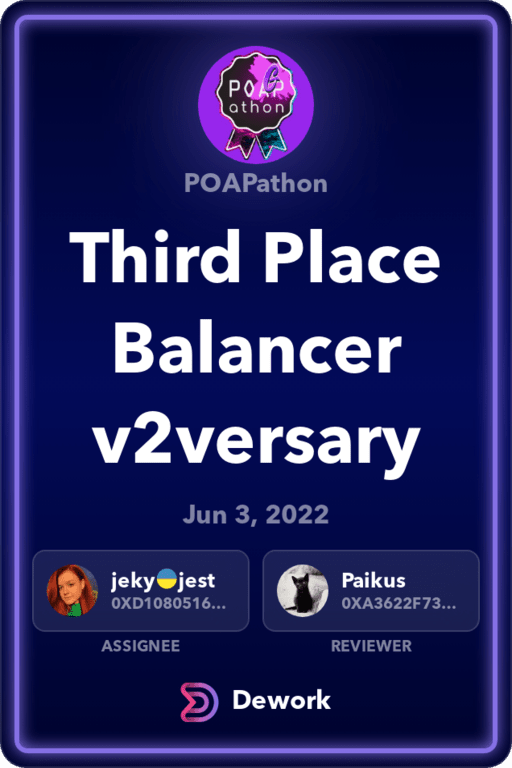 POAP
athon
POAPathon
Third Place
Balancer
v2versary
Jun 3, 2022
jeky🇺🇦jest
0XD1080516...
ASSIGNEE
Paikus
0XA3622F73...
REVIEWER
Dework